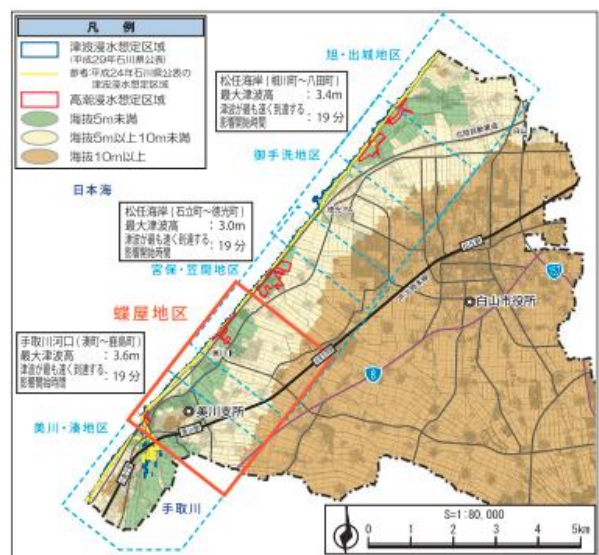 凡 例
津波浸水想定区域
(平成29年石川県公表)
参考:平成24年石川県公表の
津波浸水想定区域
高潮浸水想定区域
海抜5m未満
海抜5m以上10m未満
海抜10m以上
旭・出城地区
松任海岸(相川町～八田町)
最大津波高 : 3.4m
津波が最も速く到達する
影響開始時間 : 19分
御手洗地区
日本海
松任海岸(石立町～徳光町)
最大津波高 : 3.0m
津波が最も速く到達する
影響開始時間 : 19分
宮保・笠間地区
白山市役所
蝶屋地区
手取川河口(湊町～鹿島町)
最大津波高 : 3.6m
津波が最も速く到達する
影響開始時間 : 19分
8
美川支所
美川・湊地区
手取川
S=1:80,000
0 1 2 3 4 5km